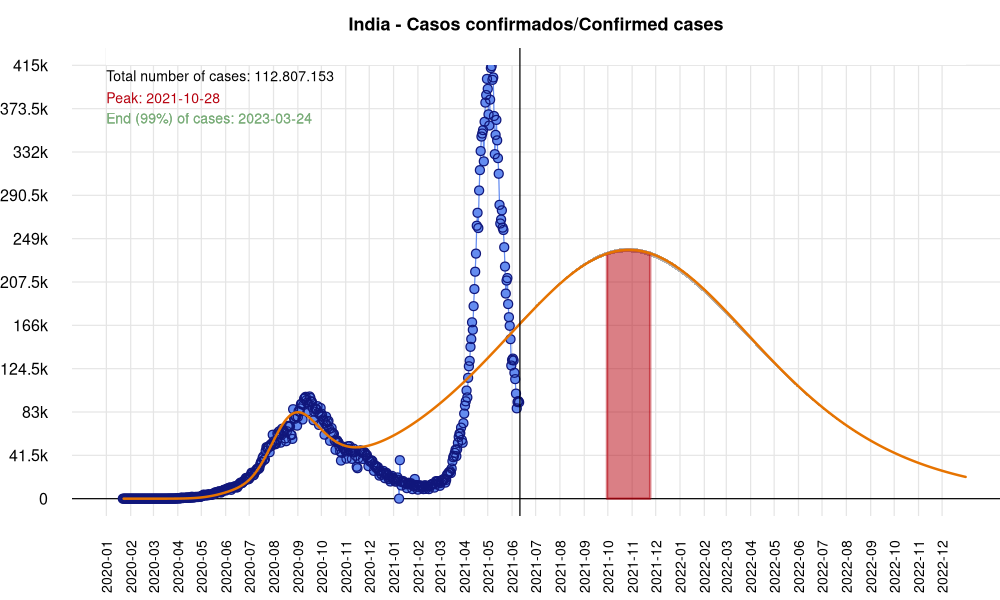 India - Casos confirmados/Confirmed cases
Total number of cases: 112.807.153
Peak: 2021-10-28
End (99%) of cases: 2023-03-24
415k
373.5k
332k
290.5k
249k
207.5k
166k
124.5k
83k
41.5k
0
2020-01
2020-02
2020-03
2020-04
2020-05
2020-06
2020-07
2020-08
2020-09
2020-10
2020-11
2020-12
2021-01
2021-02
2021-03
2021-04
2021-05
2021-06
2021-07
2021-08
2021-09
2021-10
2021-11
2021-12
2022-01
2022-02
2022-03
2022-04
2022-05
2022-06
2022-07
2022-08
2022-09
2022-10
2022-11
2022-12